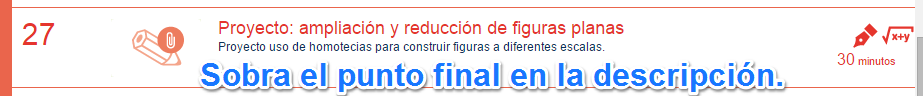 27
Proyecto: ampliación y reducción de figuras planas
Proyecto uso de homotecias para construir figuras a diferentes escalas.
√x+y
30 minutos
Sobra el punto final en la descripción.